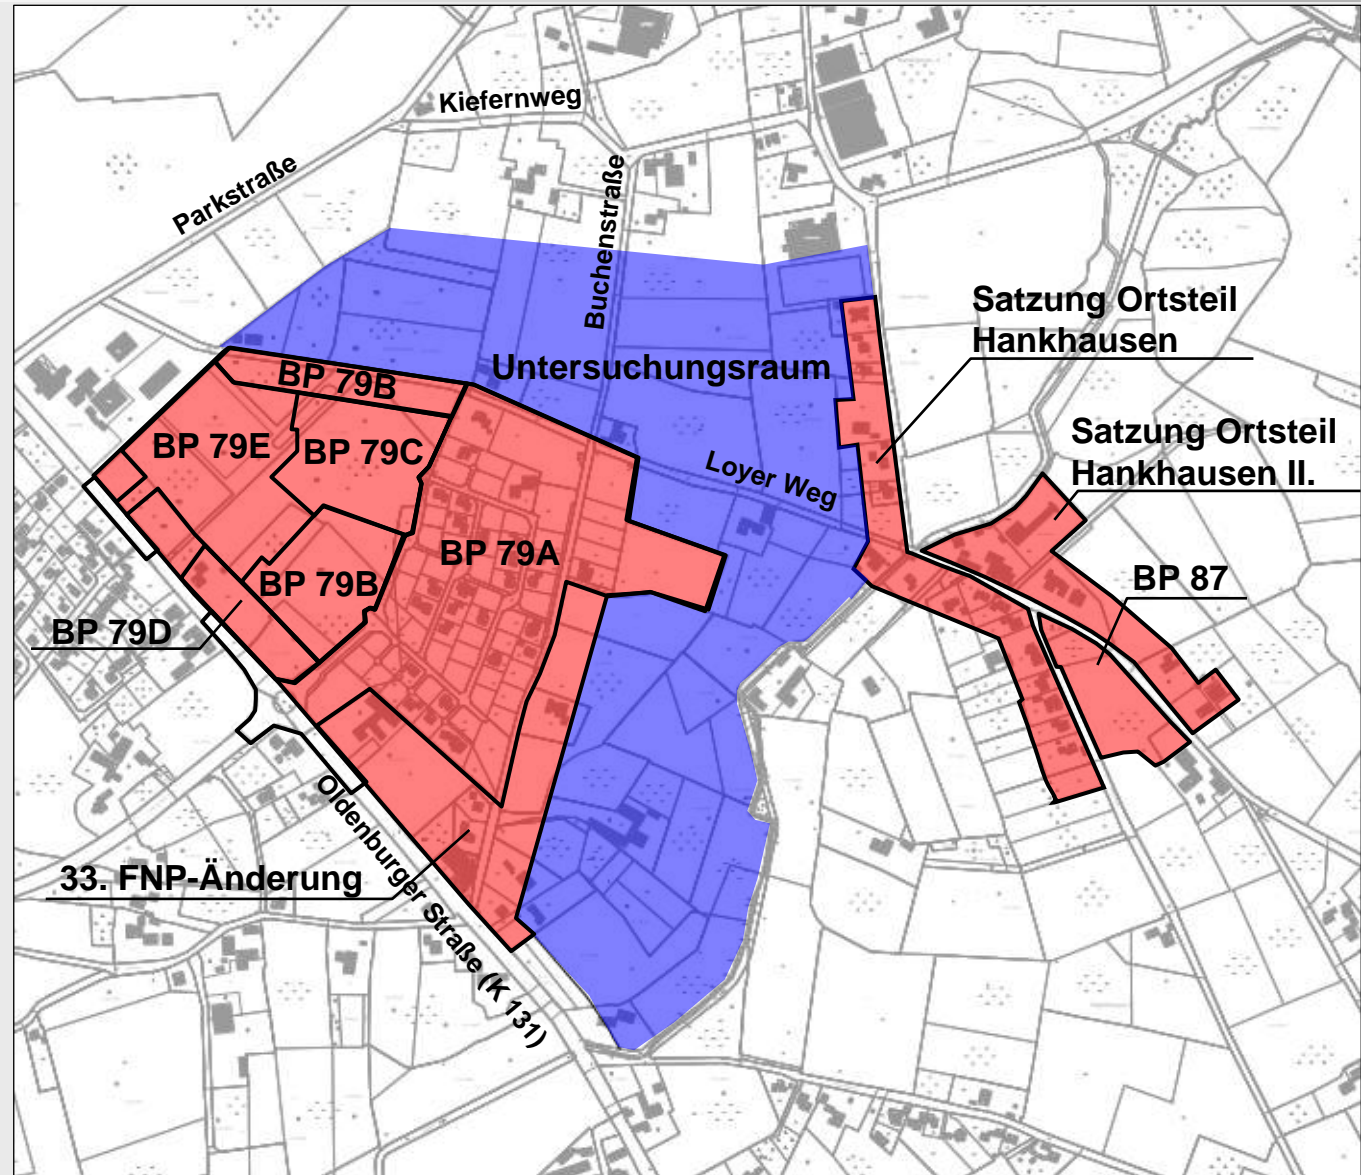 Kiefernweg
Parkstraße
Buchenstraße
Satzung Ortsteil
Hankhausen
Untersuchungsraum
BP 79B
Satzung Ortsteil
Hankhausen II.
BP 79E
BP 79C
Loyer Weg
BP 79A
BP 87
BP 79B
BP 79D
Oldenburger Straße (K 131)
33. FNP-Änderung